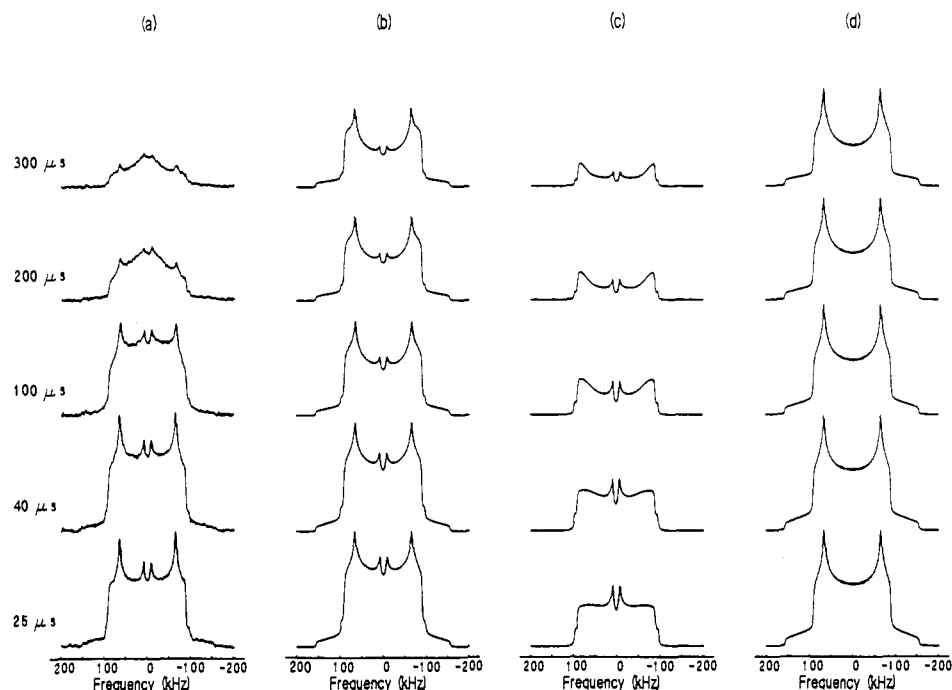 (a) (b) (c) (d)
300 μs
200 μs
100 μs
40 μs
25 μs
200 100 0 -100 -200 200 100 0 -100 -200 200 100 0 -100 -200 200 100 0 -100 -200
Frequency (kHz) Frequency (kHz) Frequency (kHz) Frequency (kHz)